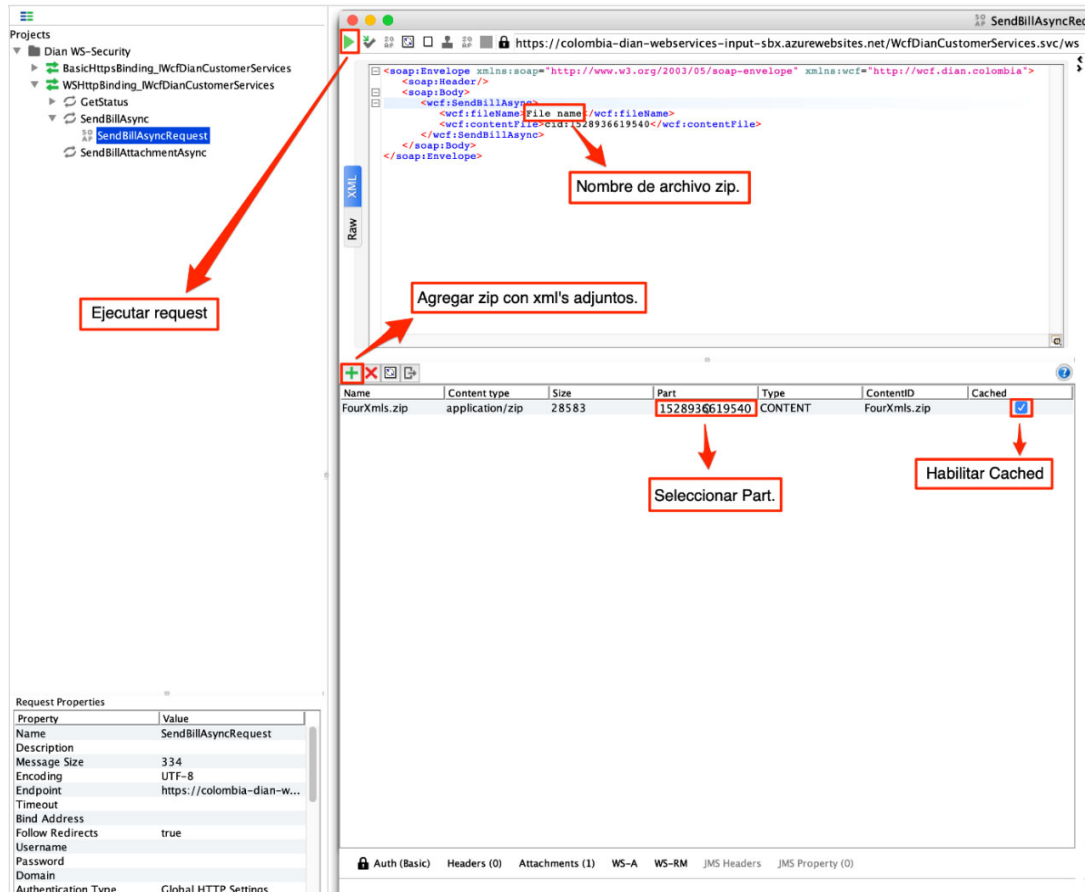 Projects
Dian WS-Security
BasicHttpsBinding_IWcfDianCustomerServices
WSHttpBinding_IWcfDianCustomerServices
GetStatus
SendBillAsync
SendBillAsyncRequest
SendBillAttachmentAsync
Ejecutar request
SendBillAsyncRec
https://colombia-dian-webservices-input-sbx.azurewebsites.net/WcfDianCustomerServices.svc/ws
<soap:Envelope xmlns:soap="http://www.w3.org/2003/05/soap-envelope" xmlns:wcf="http://wcf.dian.colombia">
<soap:Header/>
<soap:Body>
<wcf:SendBillAsync>
<wcf:fileName>File name</wcf:fileName>
<wcf:contentFile>cid:1528936619540</wcf:contentFile>
</wcf:SendBillAsync>
</soap:Body>
</soap:Envelope>
XML
Raw
Nombre de archivo zip.
Agregar zip con xml's adjuntos.
Name Content type Size Part Type ContentID Cached
FourXmls.zip application/zip 28583 1528936619540 CONTENT FourXmls.zip
Seleccionar Part.
Habilitar Cached
Request Properties
Property Value
Name SendBillAsyncRequest
Description
Message Size 334
Encoding UTF-8
Endpoint https://colombia-dian-w...
Timeout
Bind Address
Follow Redirects true
Username
Password
Domain
Authentication Type Global HTTP Settings
Auth (Basic) Headers (0) Attachments (1) WS-A WS-RM JMS Headers JMS Property (0)